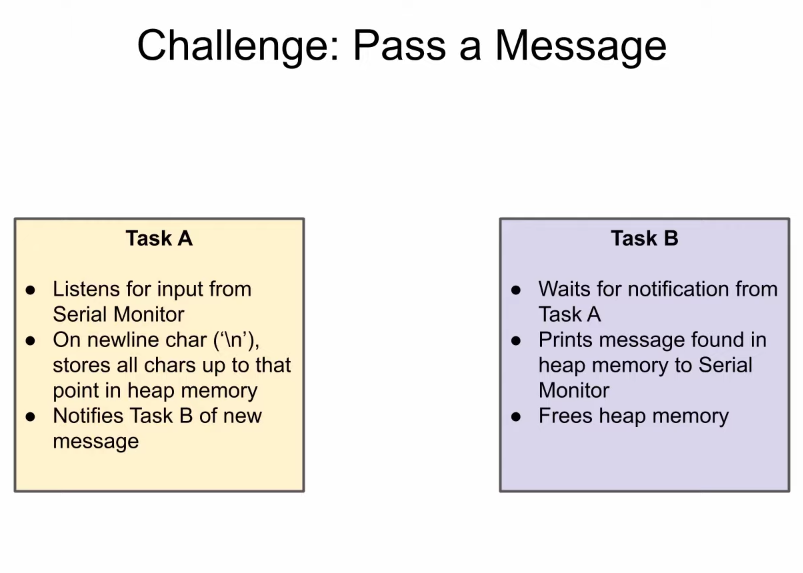 Challenge: Pass a Message
Task A
● Listens for input from
Serial Monitor
● On newline char (‘\n’),
stores all chars up to that
point in heap memory
● Notifies Task B of new
message
Task B
● Waits for notification from
Task A
● Prints message found in
heap memory to Serial
Monitor
● Frees heap memory